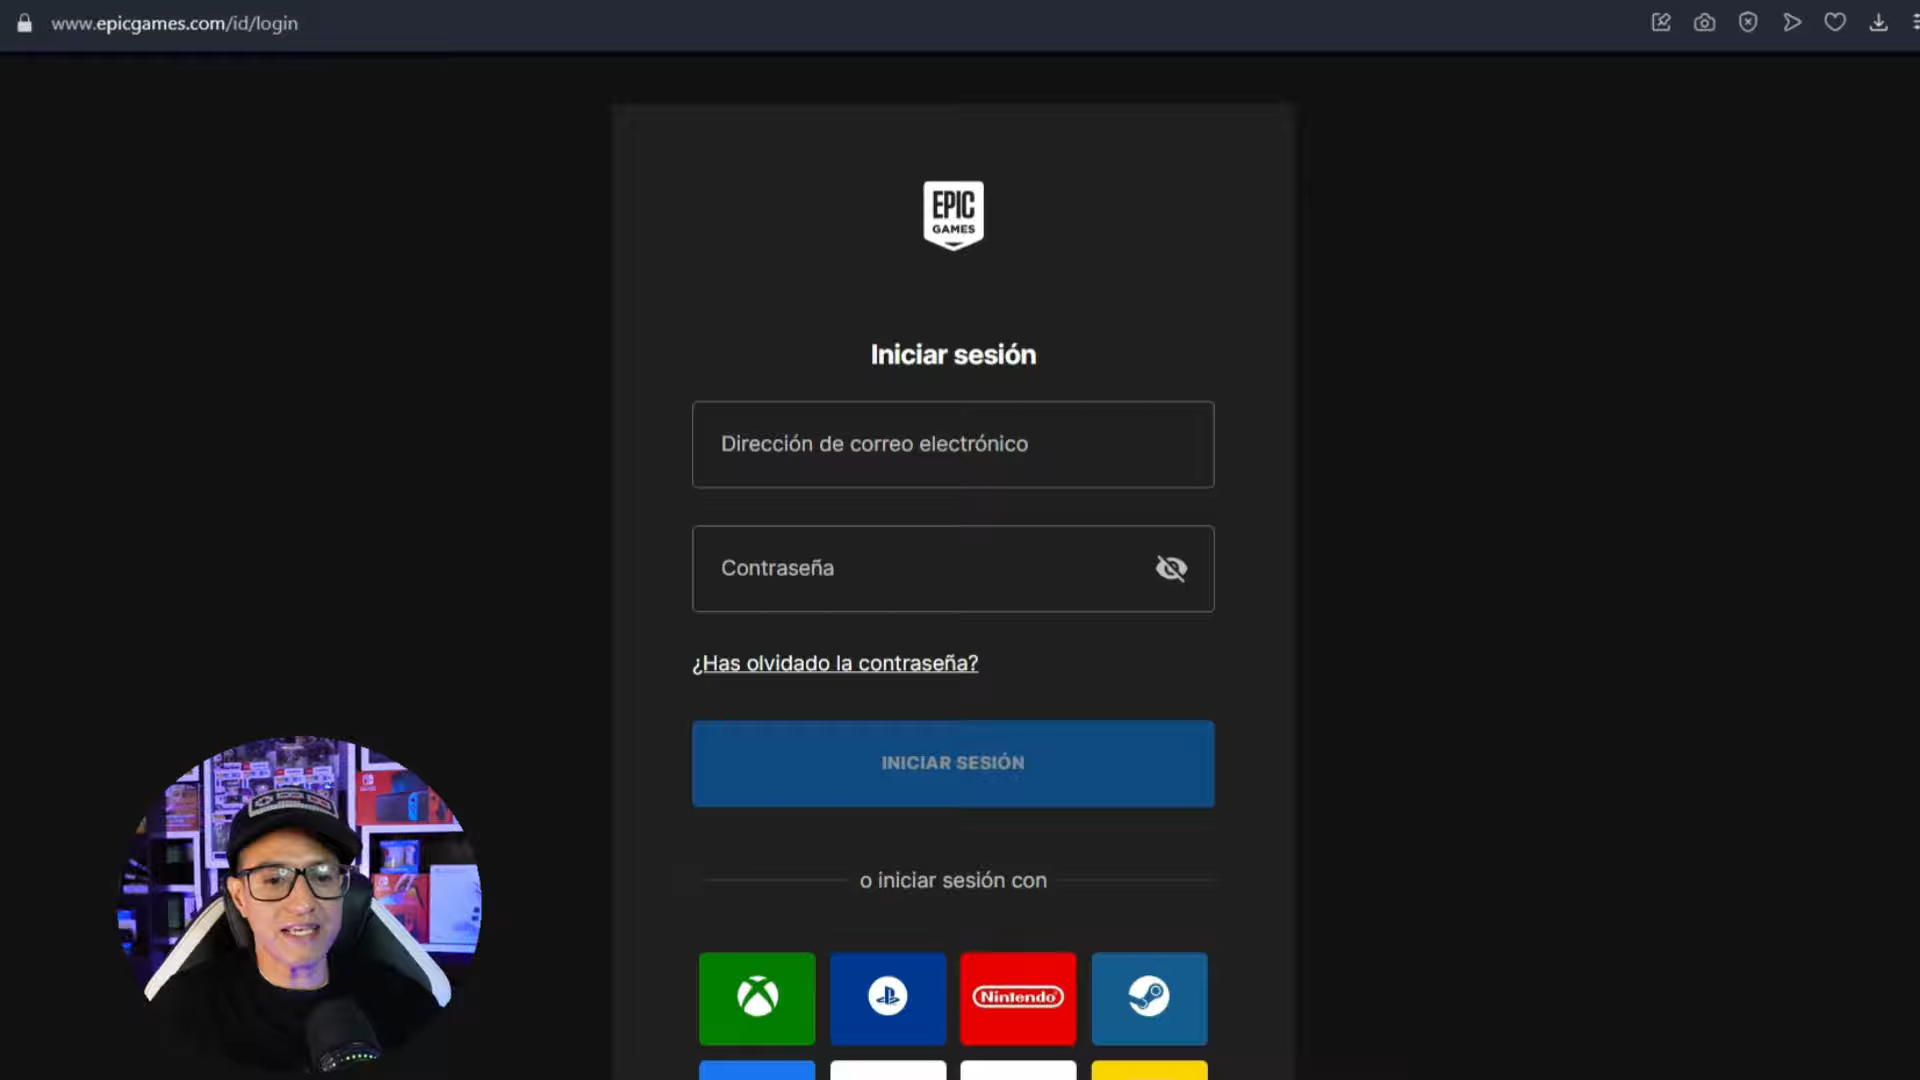 www.epicgames.com/id/login
EPIC
GAMES
Iniciar sesión
Dirección de correo electrónico
Contraseña
¿Has olvidado la contraseña?
INICIAR SESIÓN
o iniciar sesión con
Nintendo